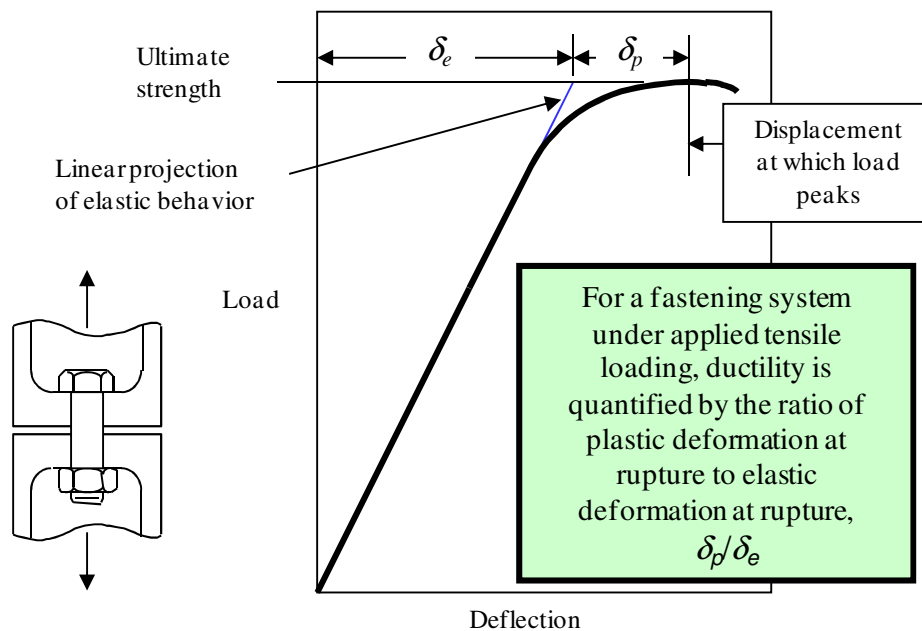 δe
δp
Ultimate
strength
Linear projection
of elastic behavior
Displacement
at which load
peaks
Load
For a fastening system
under applied tensile
loading, ductility is
quantified by the ratio of
plastic deformation at
rupture to elastic
deformation at rupture,
δp/δe
Deflection